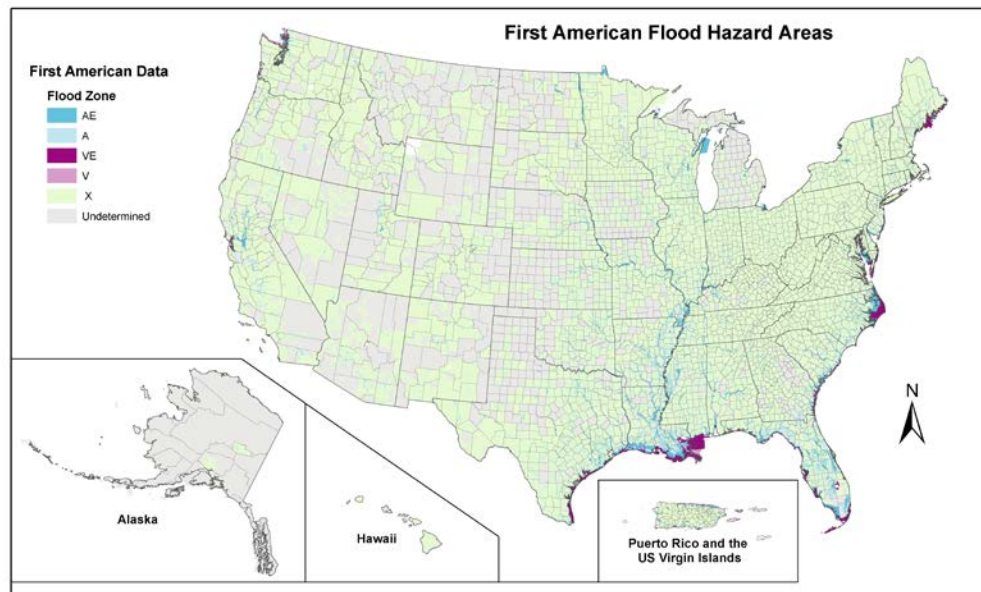 First American Flood Hazard Areas
First American Data
Flood Zone
AE
A
VE
V
X
Undetermined
N
Alaska
Hawaii
Puerto Rico and the
US Virgin Islands